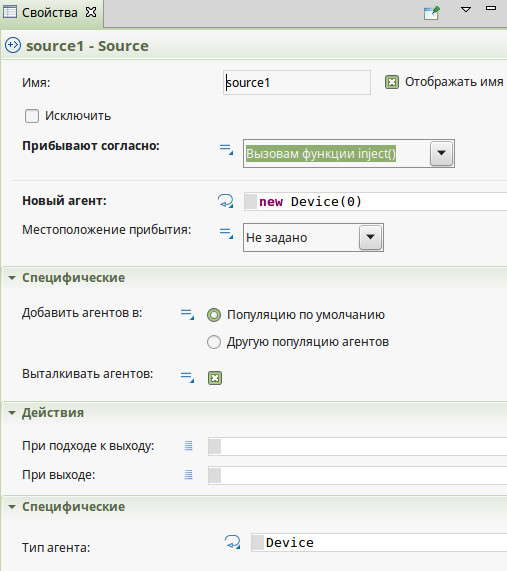 Свойства
source1 - Source
Имя: source1 Отображать имя
Исключить
Прибывают согласно: Вызовам функции inject()
Новый агент: new Device(0)
Местоположение прибытия: Не задано
Специфические
Добавить агентов в: Популяцию по умолчанию
Другую популяцию агентов
Выталкивать агентов:
Действия
При подходе к выходу:
При выходе:
Специфические
Тип агента: Device